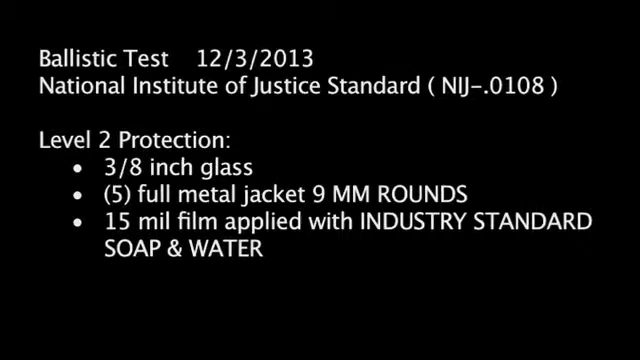 Ballistic Test 12/3/2013
National Institute of Justice Standard ( NIJ-.0108 )
Level 2 Protection:
• 3/8 inch glass
• (5) full metal jacket 9 MM ROUNDS
• 15 mil film applied with INDUSTRY STANDARD
SOAP & WATER